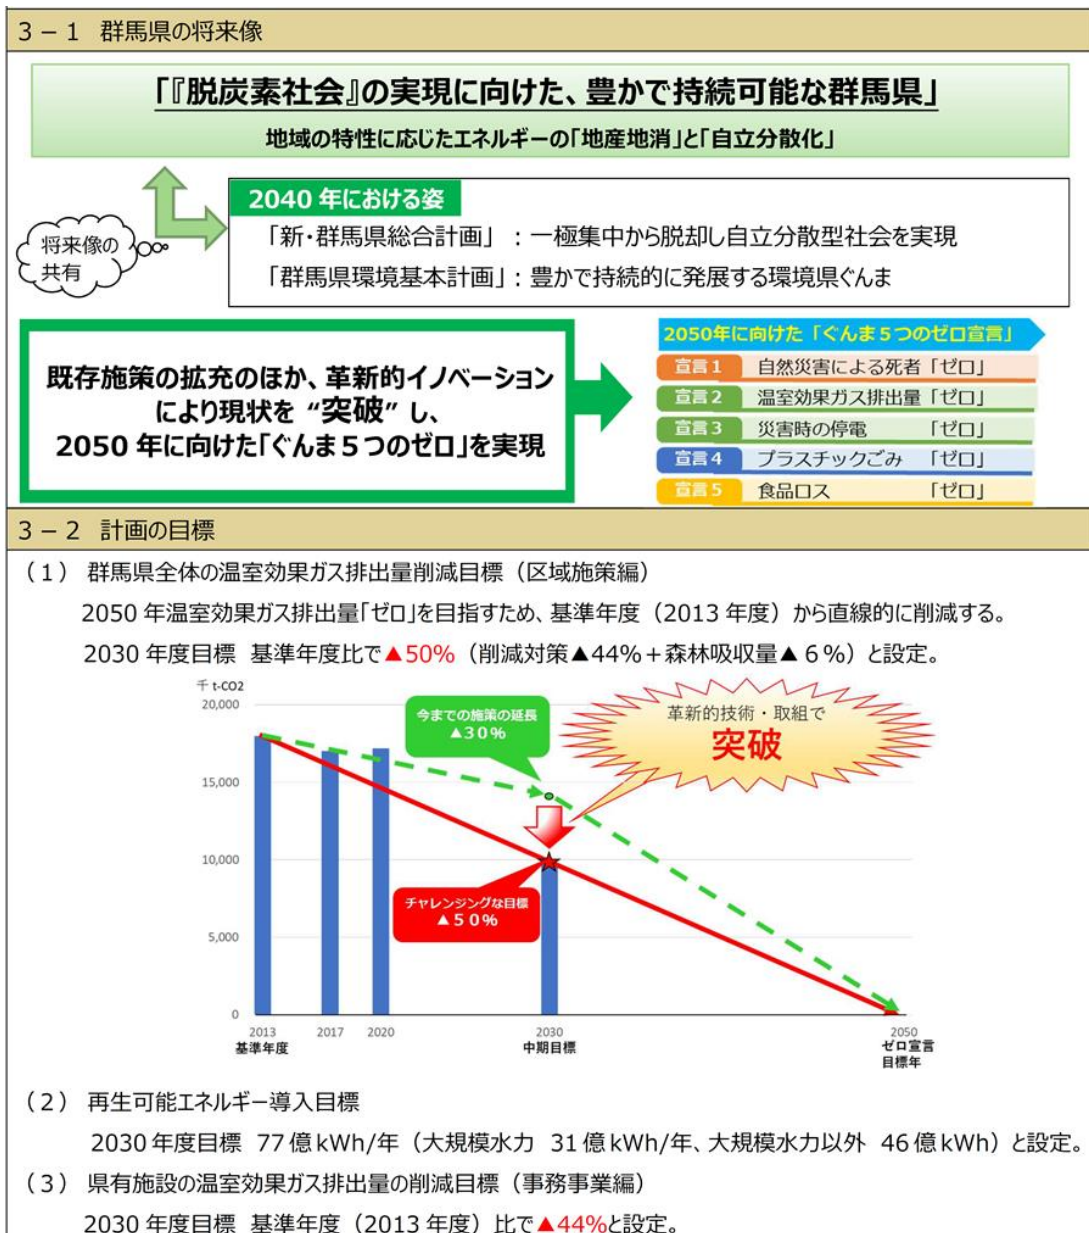 3－1 群馬県の将来像
「『脱炭素社会』の実現に向けた、豊かで持続可能な群馬県」
地域の特性に応じたエネルギーの「地産地消」と「自立分散化」
将来像の
共有
2040 年における姿
「新・群馬県総合計画」：一極集中から脱却し自立分散型社会を実現
「群馬県環境基本計画」：豊かで持続的に発展する環境県ぐんま
既存施策の拡充のほか、革新的イノベーション
により現状を “突破” し、
2050 年に向けた「ぐんま５つのゼロ」を実現
2050年に向けた「ぐんま５つのゼロ宣言」
宣言１ 自然災害による死者「ゼロ」
宣言２ 温室効果ガス排出量「ゼロ」
宣言３ 災害時の停電 「ゼロ」
宣言４ プラスチックごみ 「ゼロ」
宣言５ 食品ロス 「ゼロ」
3－2 計画の目標
（1） 群馬県全体の温室効果ガス排出量削減目標（区域施策編）
2050 年温室効果ガス排出量「ゼロ」を目指すため、基準年度（2013 年度）から直線的に削減する。
2030 年度目標 基準年度比で▲50%（削減対策▲44%＋森林吸収量▲６%）と設定。
千 t-CO2
20,000
15,000
10,000
5,000
0
今までの施策の延長
▲３０%
革新的技術・取組で
突破
チャレンジングな目標
▲５０%
2013
基準年度
2017
2020
2030
中期目標
2050
ゼロ宣言
目標年
（2） 再生可能エネルギー導入目標
2030 年度目標 77 億 kWh/年（大規模水力 31 億 kWh/年、大規模水力以外 46 億 kWh）と設定。
（3） 県有施設の温室効果ガス排出量の削減目標（事務事業編）
2030 年度目標 基準年度（2013 年度）比で▲44%と設定。